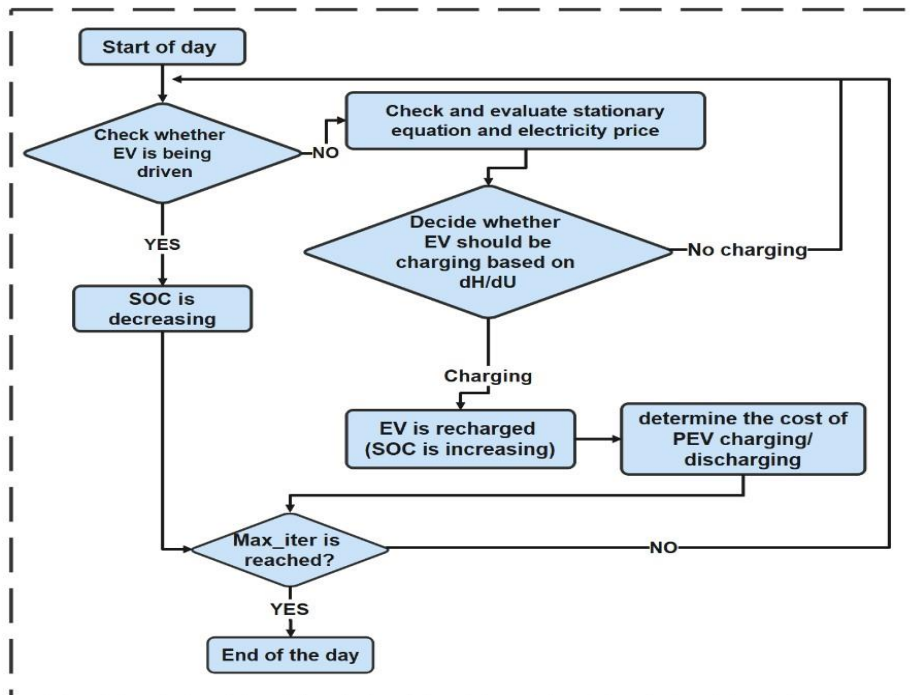 Start of day
Check whether
EV is being
driven
NO
Check and evaluate stationary
equation and electricity price
Decide whether
EV should be
charging based on
dH/dU
No charging
YES
SOC is
decreasing
Charging
EV is recharged
(SOC is increasing)
determine the cost of
PEV charging/
discharging
Max_iter is
reached?
NO
YES
End of the day